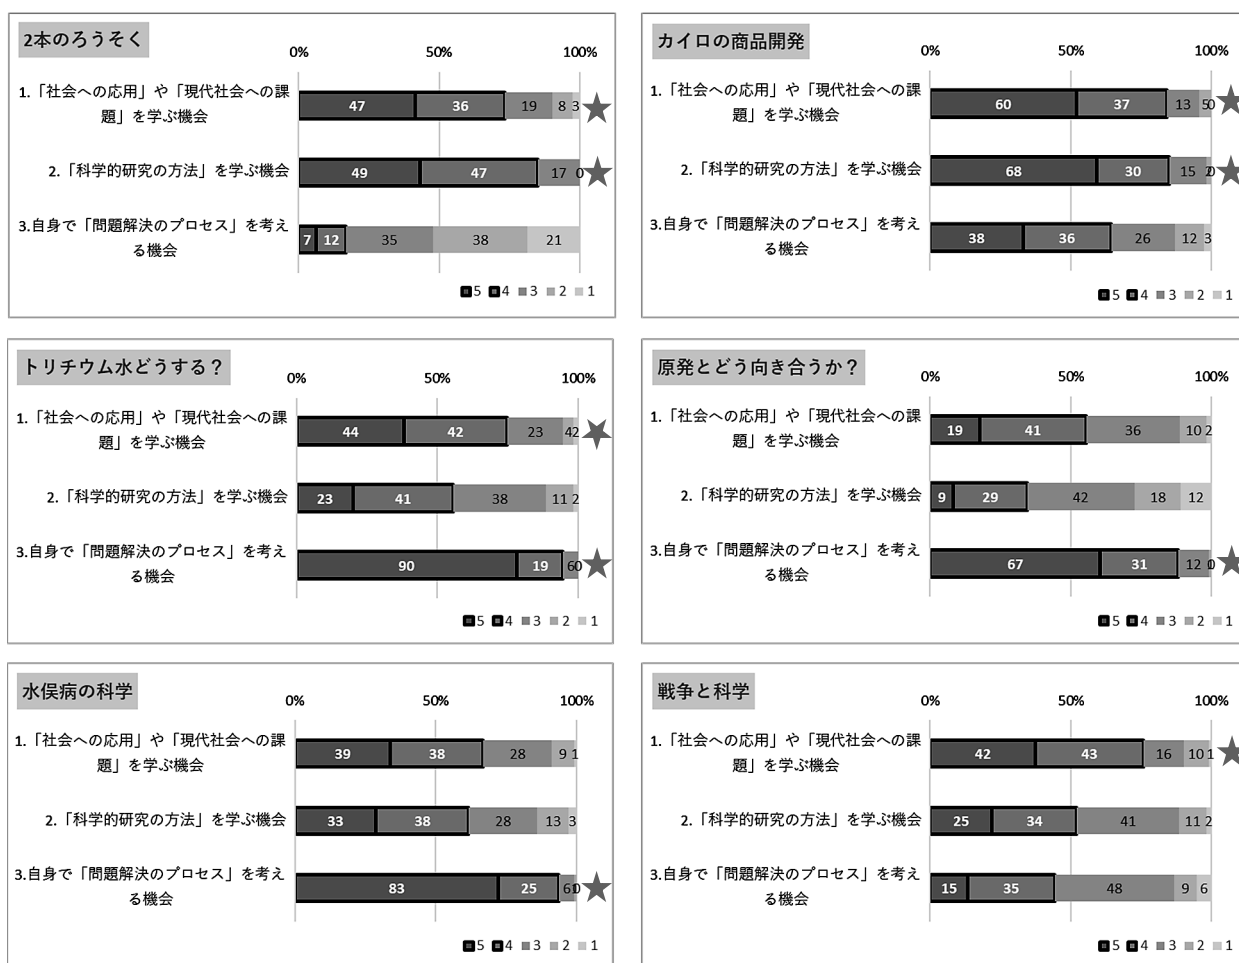 2本のろうそく
0%
50%
100%
1.「社会への応用」や「現代社会への課
題」を学ぶ機会
47 36 19 8 3
2.「科学的研究の方法」を学ぶ機会
49 47 17 0
3.自身で「問題解決のプロセス」を考え
る機会
7 12 35 38 21
5 4 3 2 1
カイロの商品開発
0%
50%
100%
1.「社会への応用」や「現代社会への課
題」を学ぶ機会
60 37 13 5 0
2.「科学的研究の方法」を学ぶ機会
68 30 15 2 0
3.自身で「問題解決のプロセス」を考え
る機会
38 36 26 12 3
5 4 3 2 1
トリチウム水どうする？
0%
50%
100%
1.「社会への応用」や「現代社会への課
題」を学ぶ機会
44 42 23 4 2
2.「科学的研究の方法」を学ぶ機会
23 41 38 11 2
3.自身で「問題解決のプロセス」を考え
る機会
90 19 6 0
5 4 3 2 1
原発とどう向き合うか？
0%
50%
100%
1.「社会への応用」や「現代社会への課
題」を学ぶ機会
19 41 36 10 2
2.「科学的研究の方法」を学ぶ機会
9 29 42 18 12
3.自身で「問題解決のプロセス」を考え
る機会
67 31 12 0
5 4 3 2 1
水俣病の科学
0%
50%
100%
1.「社会への応用」や「現代社会への課
題」を学ぶ機会
39 38 28 9 1
2.「科学的研究の方法」を学ぶ機会
33 38 28 13 3
3.自身で「問題解決のプロセス」を考え
る機会
83 25 6 0
5 4 3 2 1
戦争と科学
0%
50%
100%
1.「社会への応用」や「現代社会への課
題」を学ぶ機会
42 43 16 10 1
2.「科学的研究の方法」を学ぶ機会
25 34 41 11 2
3.自身で「問題解決のプロセス」を考え
る機会
15 35 48 9 6
5 4 3 2 1